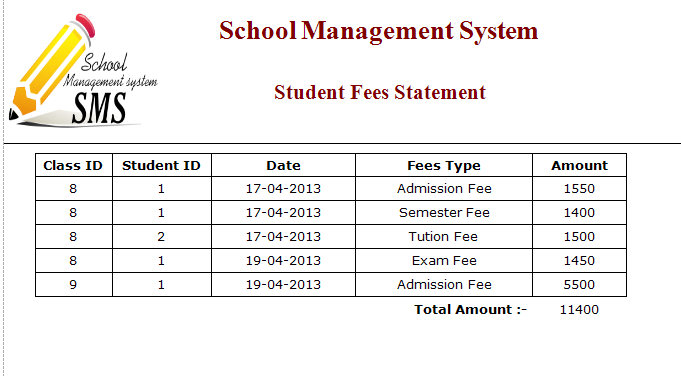 School Management System
School
Management system
SMS
Student Fees Statement
Class ID Student ID Date Fees Type Amount
8 1 17-04-2013 Admission Fee 1550
8 1 17-04-2013 Semester Fee 1400
8 2 17-04-2013 Tution Fee 1500
8 1 19-04-2013 Exam Fee 1450
9 1 19-04-2013 Admission Fee 5500
Total Amount :- 11400